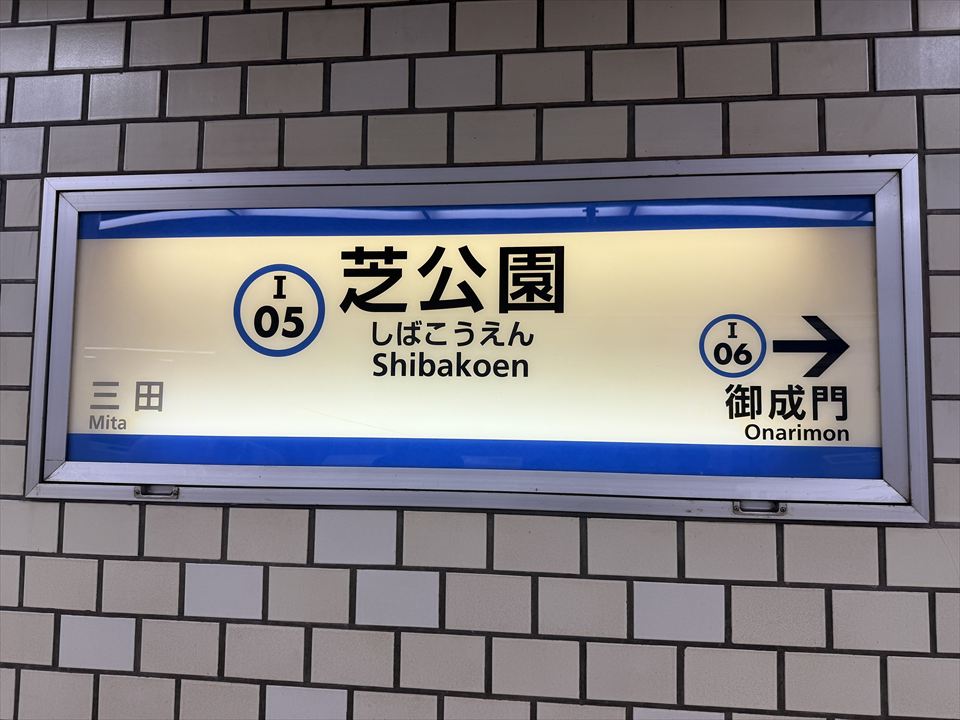 I
05
芝公園
しばこうえん
Shibakoen
三田
Mita
I
06
御成門
Onarimon